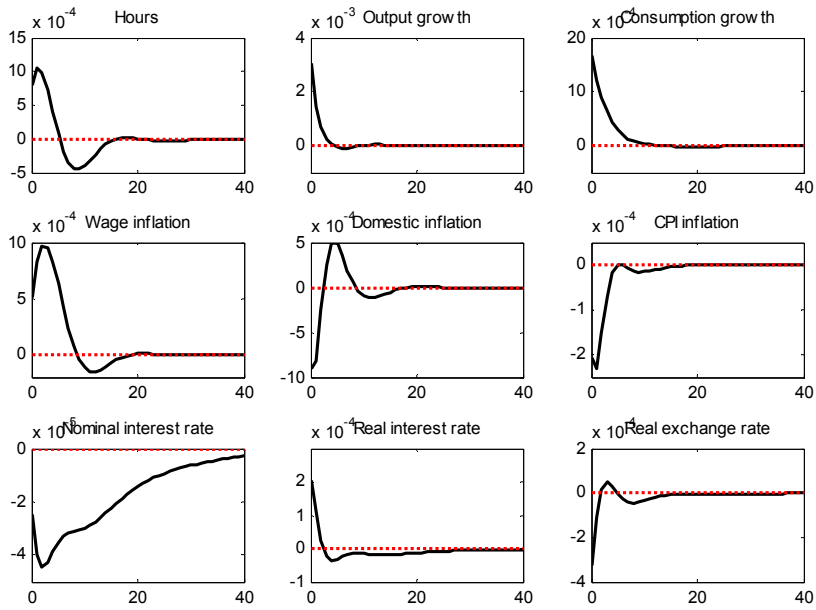 x 10^-4 Hours
15
10
5
0
-5
0 20 40
x 10^-3 Output growth
4
2
0
0 20 40
x 10^-4 Consumption growth
20
10
0
0 20 40
x 10^-4 Wage inflation
10
5
0
0 20 40
x 10^-4 Domestic inflation
5
0
-5
-10
0 20 40
x 10^-4 CPI inflation
0
-1
-2
0 20 40
x 10^-5 Nominal interest rate
0
-2
-4
0 20 40
x 10^-4 Real interest rate
2
1
0
-1
0 20 40
x 10^-4 Real exchange rate
2
0
-2
-4
0 20 40